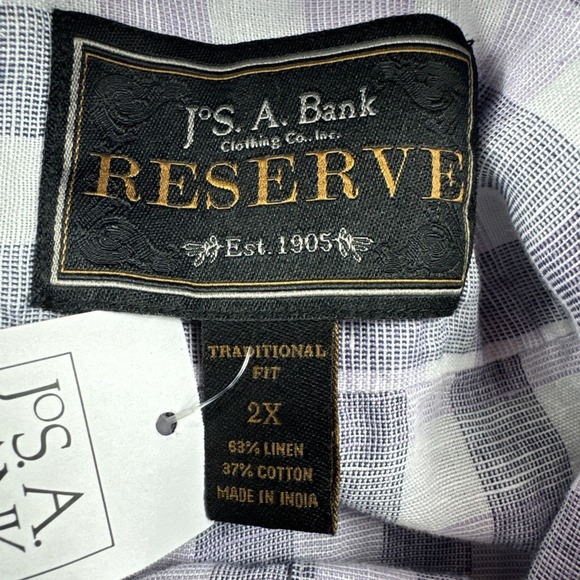 JoS. A. Bank
Clothing Co., Inc.
RESERVE
Est. 1905
TRADITIONAL
FIT
2X
63% LINEN
37% COTTON
MADE IN INDIA
JoS. A.